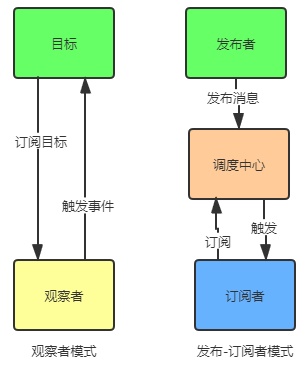 目标
订阅目标
触发事件
观察者
观察者模式
发布者
发布消息
调度中心
订阅
触发
订阅者
发布-订阅者模式